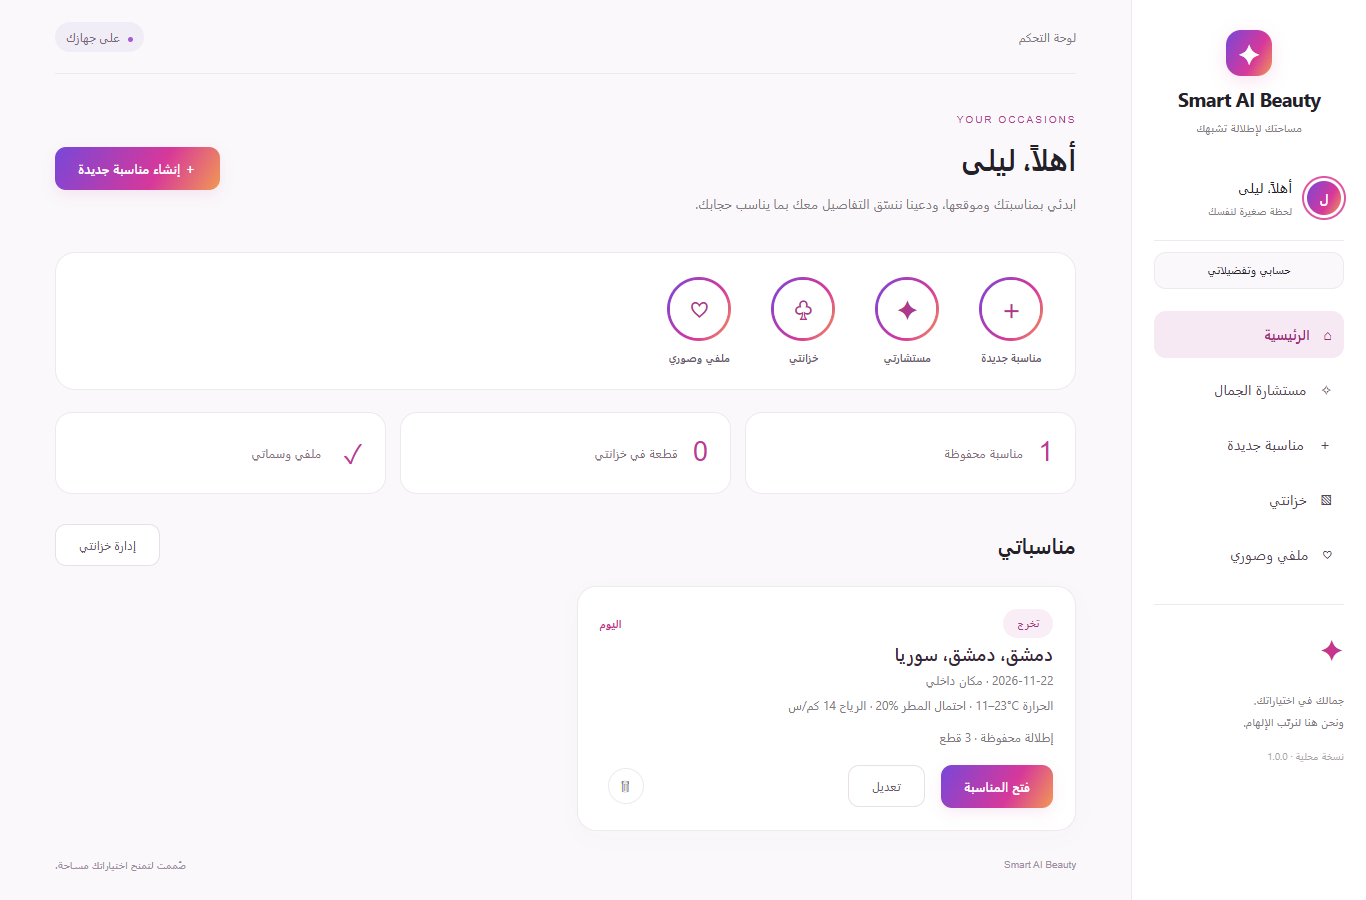 Smart AI Beauty
مساحتك لإطلالة تشبهك
أهلاً، ليلى
لحظة صغيرة لنفسك
ل
حسابي وتفضيلاتي
الرئيسية
مستشارة الجمال
+ مناسبة جديدة
خزانتي
ملفي وصوري
جمالك في اختياراتك.
ونحن هنا لنرتّب الإلهام.
نسخة محلية · 1.0.0
لوحة التحكم
على جهازك
YOUR OCCASIONS
أهلاً، ليلى
ابدئي بمناسبتك وموقعها، ودعينا ننسّق التفاصيل معك بما يناسب حجابك.
+ إنشاء مناسبة جديدة
مناسبة جديدة
مستشارتي
خزانتي
ملفي وصوري
1 مناسبة محفوظة
0 قطعة في خزانتي
✓ ملفي وسماتي
مناسباتي
إدارة خزانتي
تخرج
اليوم
دمشق، دمشق، سوريا
2026-11-22 · مكان داخلي
الحرارة 11–23°C · احتمال المطر 20% · الرياح 14 كم/س
إطلالة محفوظة · 3 قطع
فتح المناسبة
تعديل
Smart AI Beauty
صُممت لتمنح اختياراتك مساحة.